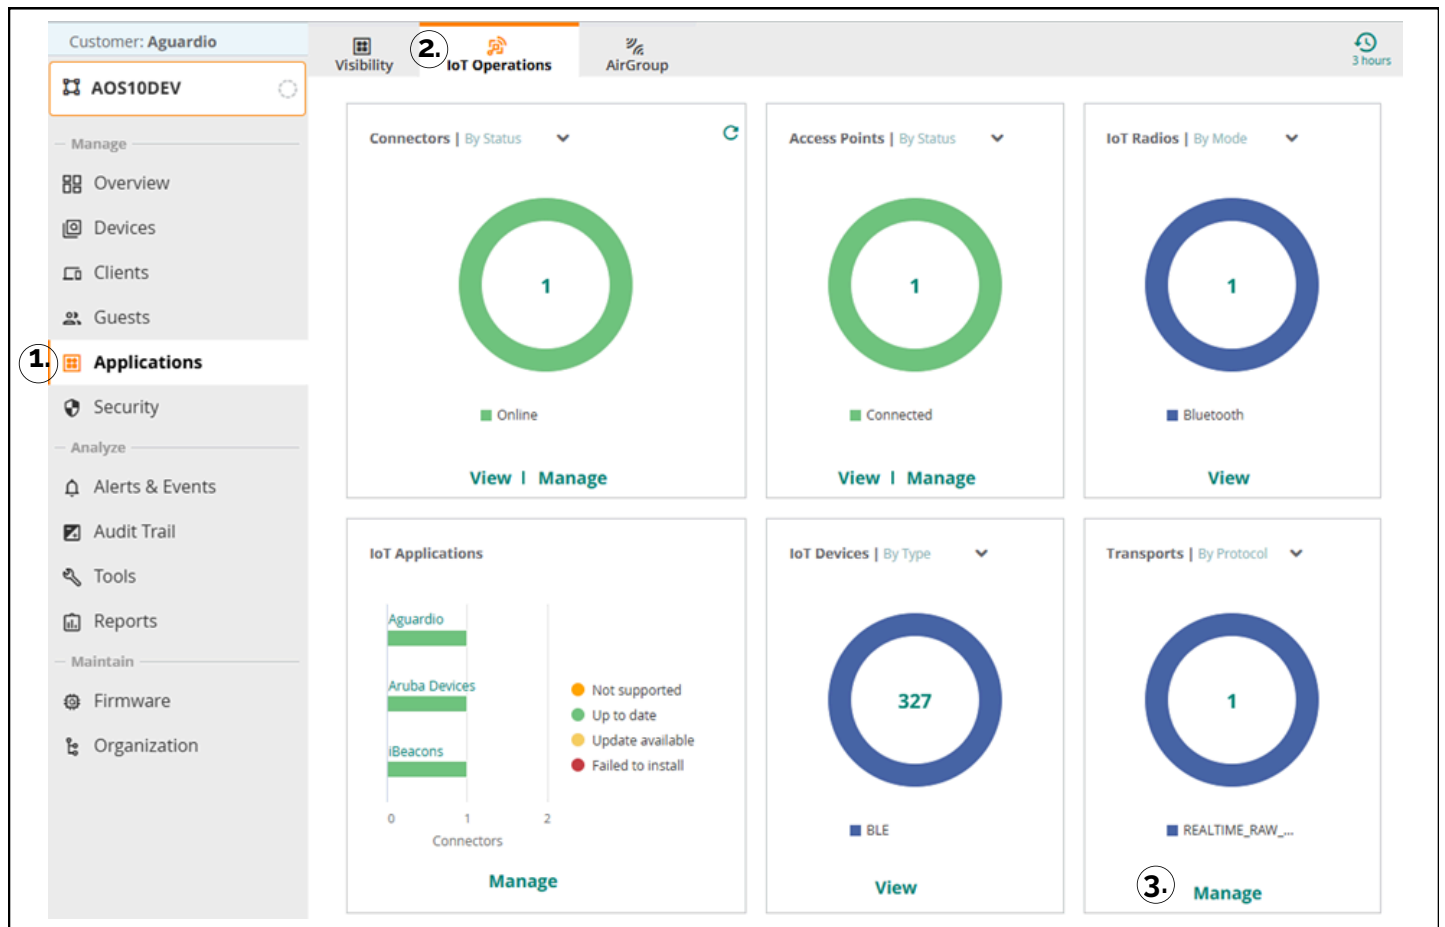 Customer: Aguardio
AOS10DEV
Manage
Overview
Devices
Clients
Guests
1.
Applications
Security
Analyze
Alerts & Events
Audit Trail
Tools
Reports
Maintain
Firmware
Organization
Visibility
2.
IoT Operations
AirGroup
3 hours
Connectors | By Status
1
Online
View | Manage
Access Points | By Status
1
Connected
View | Manage
IoT Radios | By Mode
1
Bluetooth
View
IoT Applications
Aguardio
Aruba Devices
iBeacons
0 1 2
Connectors
Not supported
Up to date
Update available
Failed to install
Manage
IoT Devices | By Type
327
BLE
View
Transports | By Protocol
1
REALTIME_RAW_...
3.
Manage